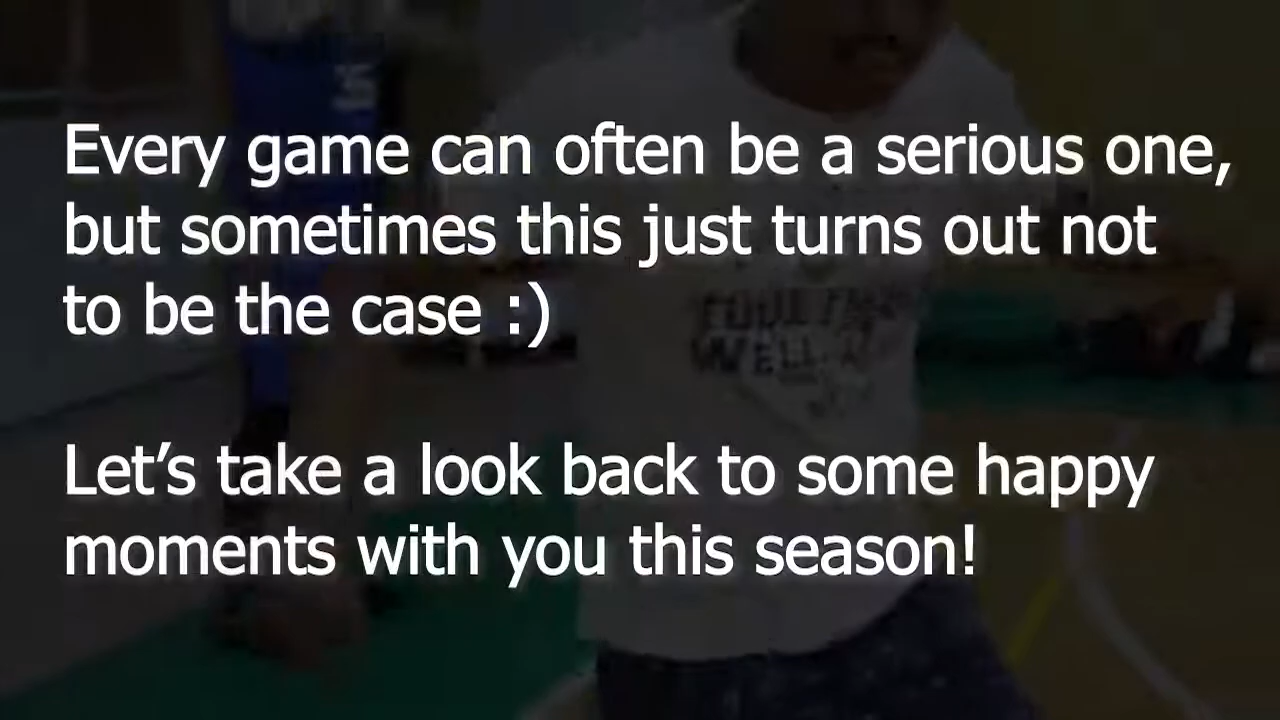 Every game can often be a serious one,
but sometimes this just turns out not
to be the case :)
Let’s take a look back to some happy
moments with you this season!
WELL